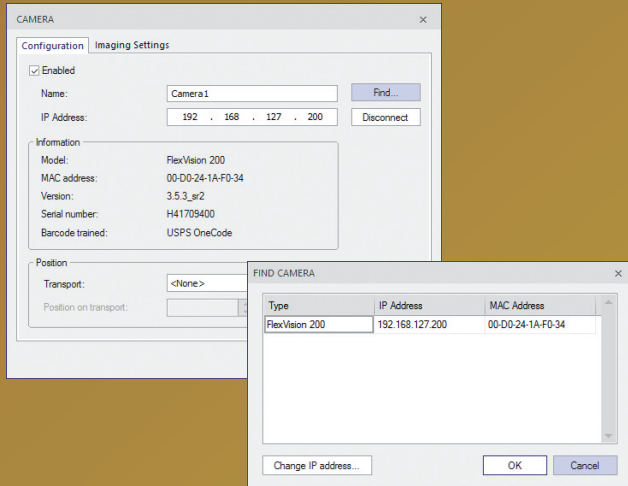 CAMERA
Configuration Imaging Settings
Enabled
Name: Camera1 Find...
IP Address: 192 . 168 . 127 . 200 Disconnect
Information
Model: FlexVision 200
MAC address: 00-D0-24-1A-F0-34
Version: 3.5.3_sr2
Serial number: H41709400
Barcode trained: USPS OneCode
Position
Transport: <None>
Position on transport:
FIND CAMERA
Type IP Address MAC Address
FlexVision 200 192.168.127.200 00-D0-24-1A-F0-34
Change IP address... OK Cancel